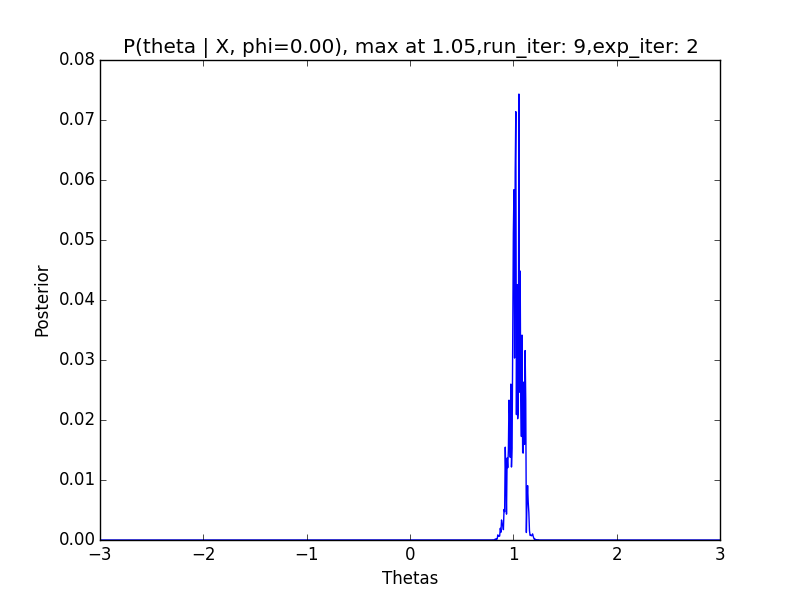 P(theta | X, phi=0.00), max at 1.05,run_iter: 9,exp_iter: 2
0.08
0.07
0.06
0.05
0.04
0.03
0.02
0.01
0.00
Posterior
−3 −2 −1 0 1 2 3
Thetas